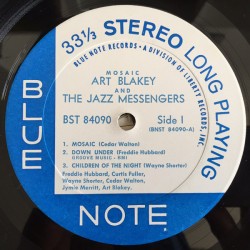 33 1/3 STEREO LONG PLAYING
BLUE NOTE RECORDS • A DIVISION OF LIBERTY RECORDS, INC.
MOSAIC
ART BLAKEY
AND
THE JAZZ MESSENGERS
BST 84090
Side 1
(BNST 84090-A)
1. MOSAIC (Cedar Walton)
2. DOWN UNDER (Freddie Hubbard)
GROOVE MUSIC - BMI
3. CHILDREN OF THE NIGHT (Wayne Shorter)
Freddie Hubbard, Curtis Fuller,
Wayne Shorter, Cedar Walton,
Jymie Merritt, Art Blakey.
BLUE
NOTE